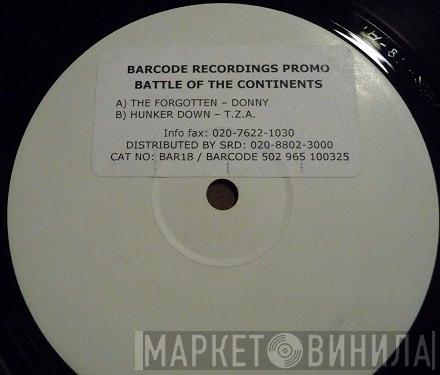 BARCODE RECORDINGS PROMO
BATTLE OF THE CONTINENTS
A) THE FORGOTTEN – DONNY
B) HUNKER DOWN – T.Z.A.
Info fax: 020-7622-1030
DISTRIBUTED BY SRD: 020-8802-3000
CAT NO: BAR18 / BARCODE 502 965 100325
МАРКЕТ ВИНИЛА